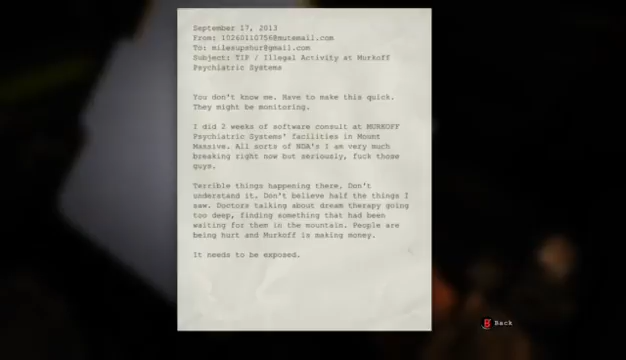 September 17, 2013
From: 10260110756@mutemail.com
To: milesupshur@gmail.com
Subject: TIP / Illegal Activity at Murkoff
Psychiatric Systems
You don't know me. Have to make this quick.
They might be monitoring.
I did 2 weeks of software consult at MURKOFF
Psychiatric Systems' facilities in Mount
Massive. All sorts of NDA's I am very much
breaking right now but seriously, fuck those
guys.
Terrible things happening there. Don't
understand it. Don't believe half the things I
saw. Doctors talking about dream therapy going
too deep, finding something that had been
waiting for them in the mountain. People are
being hurt and Murkoff is making money.
It needs to be exposed.
B Back